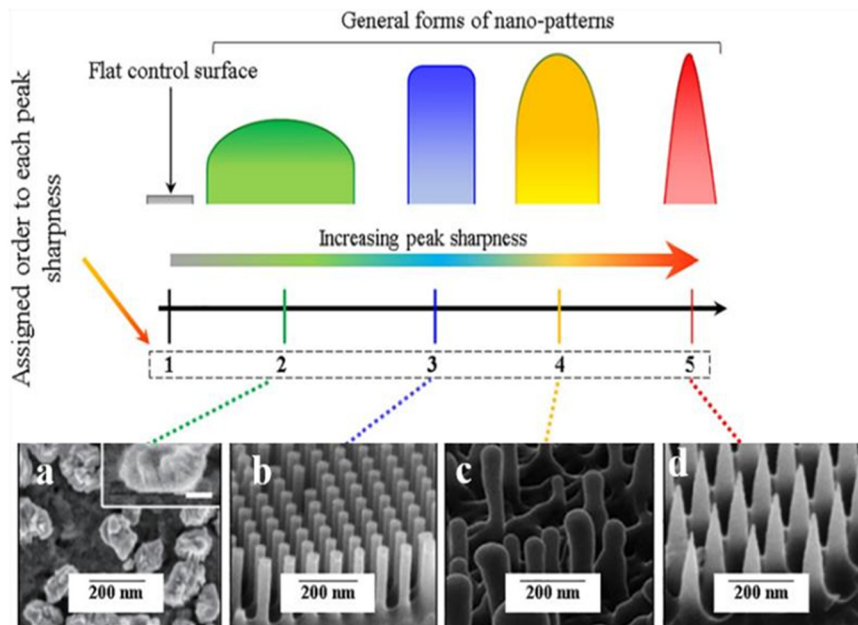 General forms of nano-patterns
Flat control surface
Assigned order to each peak
sharpness
Increasing peak sharpness
1 2 3 4 5
a b c d
200 nm 200 nm 200 nm 200 nm